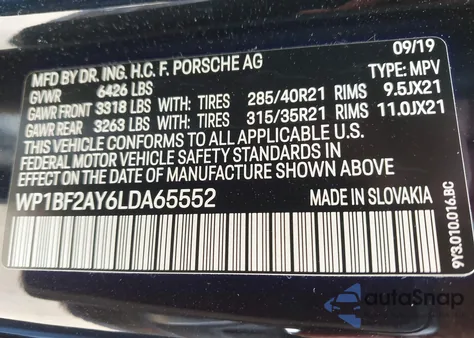 MFD BY DR. ING. H.C. F. PORSCHE AG 09/19
GVWR 6426 LBS TYPE: MPV
GAWR FRONT 3318 LBS WITH: TIRES 285/40R21 RIMS 9.5JX21
GAWR REAR 3263 LBS WITH: TIRES 315/35R21 RIMS 11.0JX21
THIS VEHICLE CONFORMS TO ALL APPLICABLE U.S.
FEDERAL MOTOR VEHICLE SAFETY STANDARDS IN
EFFECT ON THE DATE OF MANUFACTURE SHOWN ABOVE
WP1BF2AY6LDA65552 MADE IN SLOVAKIA
9Y3.010.016.BC
autoSnap